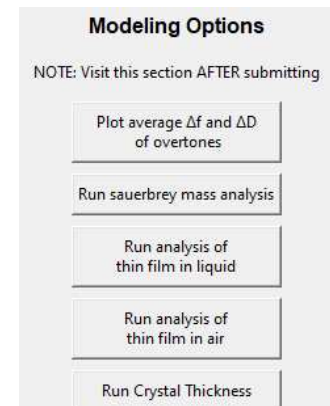 Modeling Options
NOTE: Visit this section AFTER submitting
Plot average Δf and ΔD
of overtones
Run sauerbrey mass analysis
Run analysis of
thin film in liquid
Run analysis of
thin film in air
Run Crystal Thickness